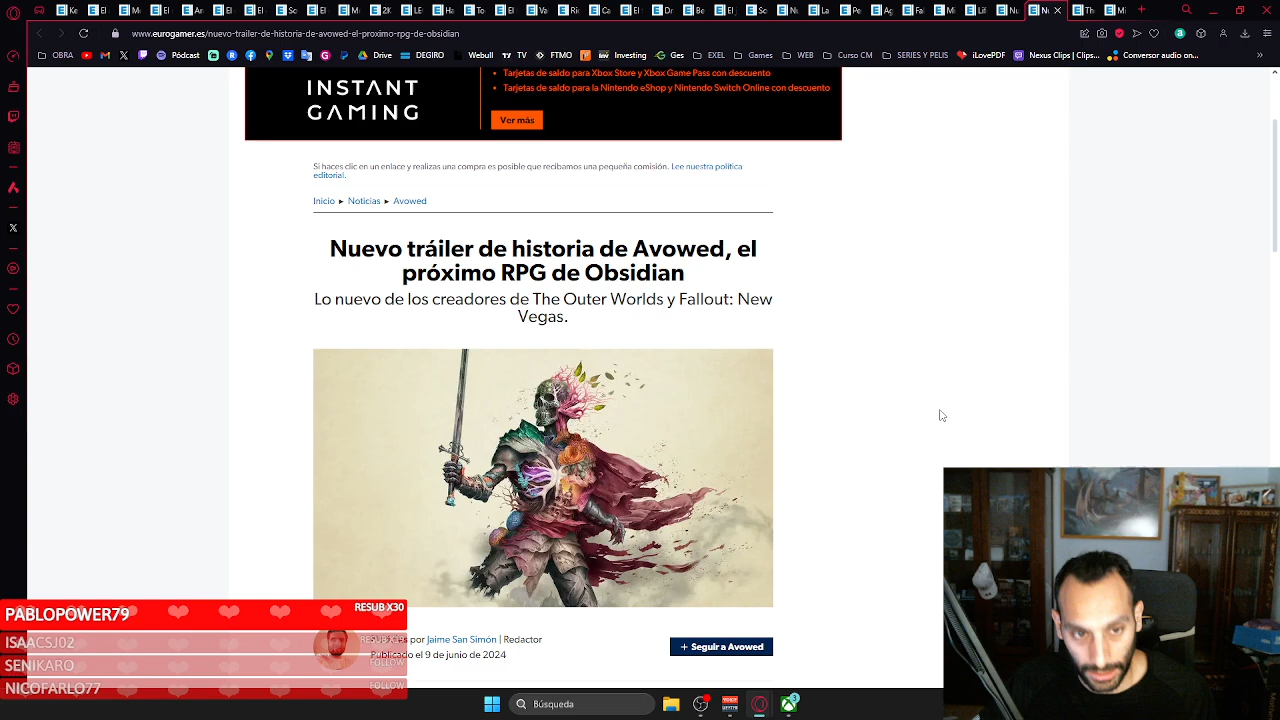 www.eurogamer.es/nuevo-trailer-de-historia-de-avowed-el-proximo-rpg-de-obsidian
OBRA
Pódcast
DEGIRO
Webull
TV
FTMO
Investing
Ges
EXEL
Games
WEB
Curso CM
SERIES Y PELIS
iLovePDF
Nexus Clips | Clips...
Conversor audio on...
»
INSTANT
GAMING
• Tarjetas de saldo para Xbox Store y Xbox Game Pass con descuento
• Tarjetas de saldo para la Nintendo eShop y Nintendo Switch Online con descuento
Ver más
Si haces clic en un enlace y realizas una compra es posible que recibamos una pequeña comisión. Lee nuestra política
editorial.
Inicio ► Noticias ► Avowed
Nuevo tráiler de historia de Avowed, el
próximo RPG de Obsidian
Lo nuevo de los creadores de The Outer Worlds y Fallout: New
Vegas.
PABLOPOWER79
RESUB X30
ISAACSJ02
SENIKARO
FOLLOW
NICOFARLO77
FOLLOW
por Jaime San Simón | Redactor
Publicado el 9 de junio de 2024
+ Seguir a Avowed
Búsqueda
3